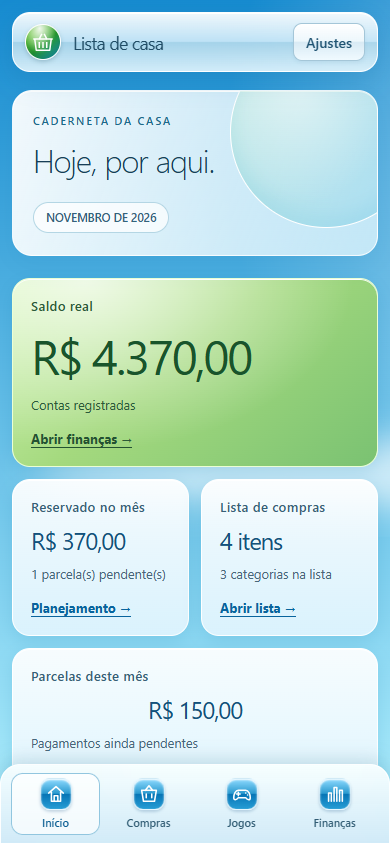 Lista de casa
Ajustes
CADERNETA DA CASA
Hoje, por aqui.
NOVEMBRO DE 2026
Saldo real
R$ 4.370,00
Contas registradas
Abrir finanças →
Reservado no mês
R$ 370,00
1 parcela(s) pendente(s)
Planejamento →
Lista de compras
4 itens
3 categorias na lista
Abrir lista →
Parcelas deste mês
R$ 150,00
Pagamentos ainda pendentes
Início
Compras
Jogos
Finanças